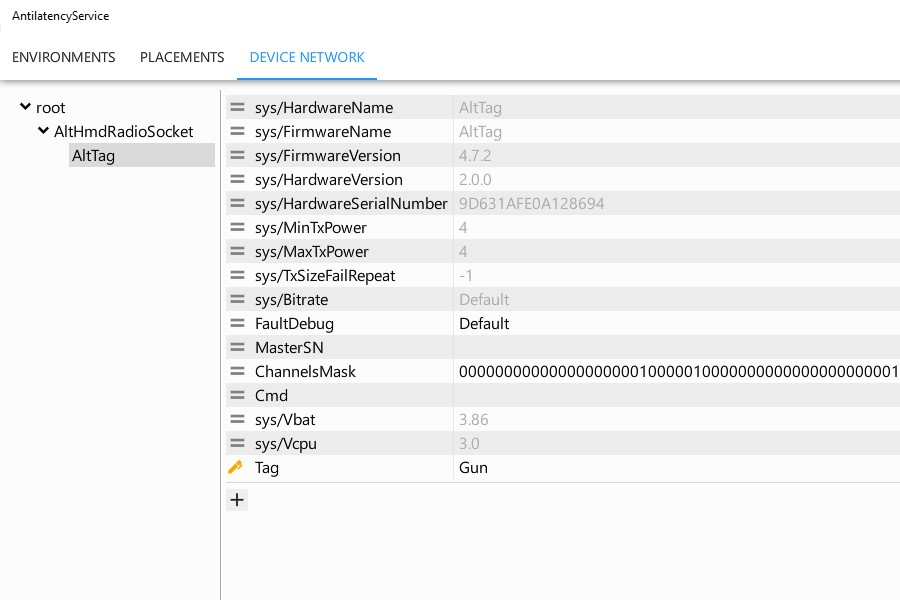 AntilatencyService
ENVIRONMENTS PLACEMENTS DEVICE NETWORK
root
AltHmdRadioSocket
AltTag
sys/HardwareName AltTag
sys/FirmwareName AltTag
sys/FirmwareVersion 4.7.2
sys/HardwareVersion 2.0.0
sys/HardwareSerialNumber 9D631AFE0A128694
sys/MinTxPower 4
sys/MaxTxPower 4
sys/TxSizeFailRepeat -1
sys/Bitrate Default
FaultDebug Default
MasterSN
ChannelsMask 0000000000000000000010000010000000000000000000000001
Cmd
sys/Vbat 3.86
sys/Vcpu 3.0
Tag Gun
+